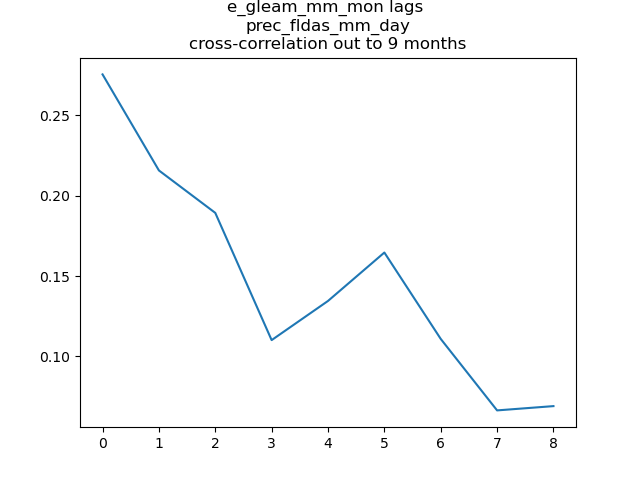 e_gleam_mm_mon lags
prec_fldas_mm_day
cross-correlation out to 9 months
0.25
0.20
0.15
0.10
0 1 2 3 4 5 6 7 8